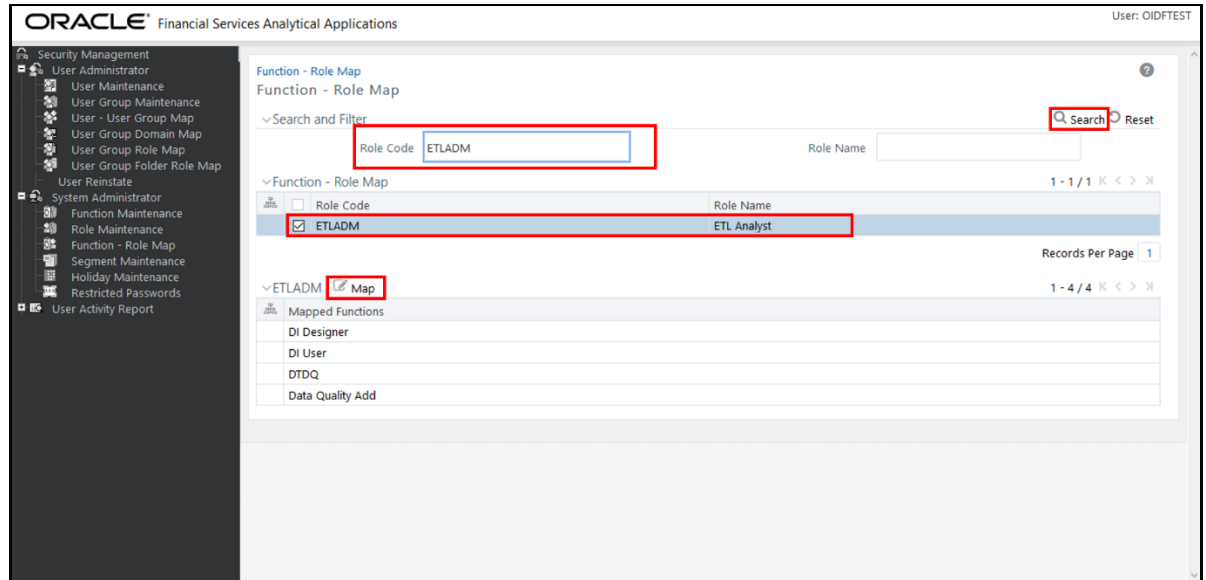 ORACLE Financial Services Analytical Applications
User: OIDFTEST
Security Management
User Administrator
User Maintenance
User Group Maintenance
User - User Group Map
User Group Domain Map
User Group Role Map
User Group Folder Role Map
User Reinstate
System Administrator
Function Maintenance
Role Maintenance
Function - Role Map
Segment Maintenance
Holiday Maintenance
Restricted Passwords
User Activity Report
Function - Role Map
Function - Role Map
Search and Filter Search Reset
Role Code ETLADM Role Name
Function - Role Map 1 - 1 / 1
Role Code Role Name
ETLADM ETL Analyst
Records Per Page 1
ETLADM Map 1 - 4 / 4
Mapped Functions
DI Designer
DI User
DTDQ
Data Quality Add